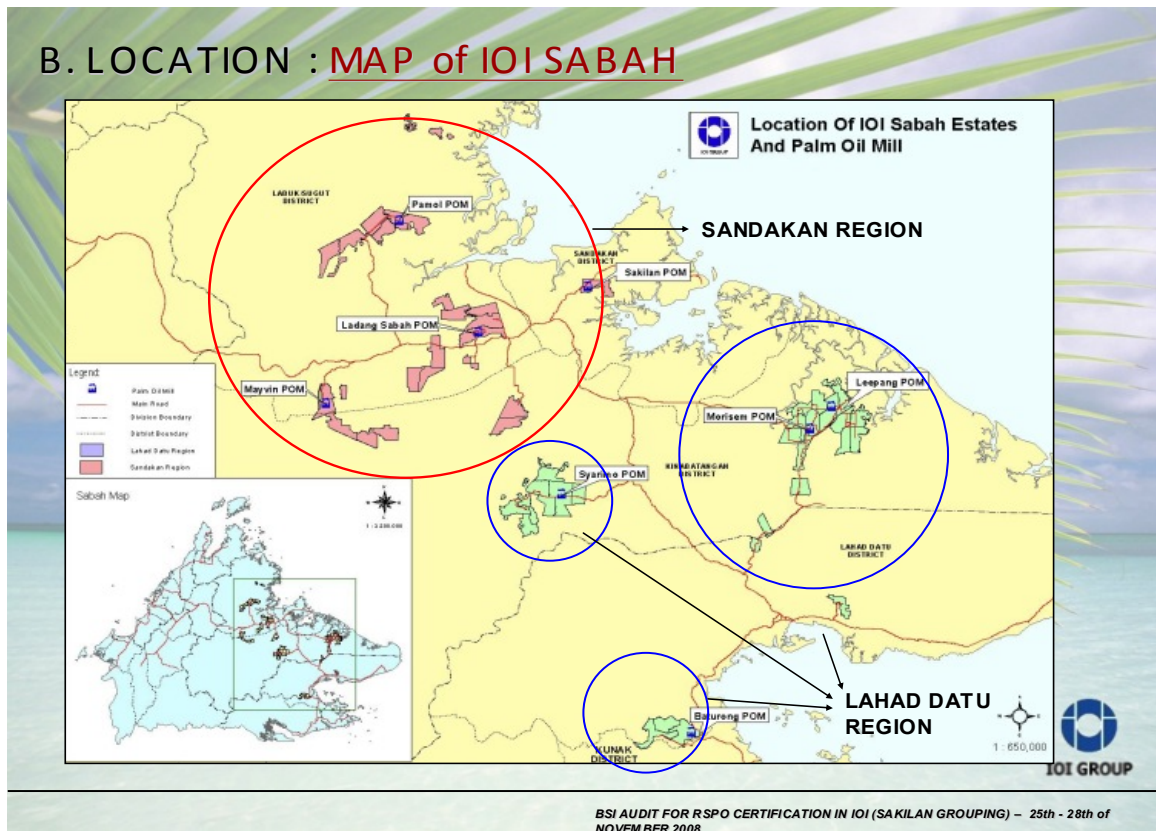 B. LOCATION : MAP of IOI SABAH
Location Of IOI Sabah Estates
And Palm Oil Mill
IOI GROUP
LABUK/SUGUT
DISTRICT
Pamol POM
SANDAKAN REGION
SANDAKAN
DISTRICT
Sakilan POM
Ladang Sabah POM
Leepang POM
Legend:
Palm Oil Mill
Main Road
Division Boundary
District Boundary
Lahad Datu Region
Sandakan Region
Mayvin POM
Morisem POM
KINABATANGAN
DISTRICT
Syarimo POM
Sabah Map
LAHAD DATU
DISTRICT
LAHAD DATU
REGION
Baturong POM
KUNAK
DISTRICT
1 : 650,000
IOI GROUP
BSI AUDIT FOR RSPO CERTIFICATION IN IOI (SAKILAN GROUPING) – 25th - 28th of
NOVEMBER 2008